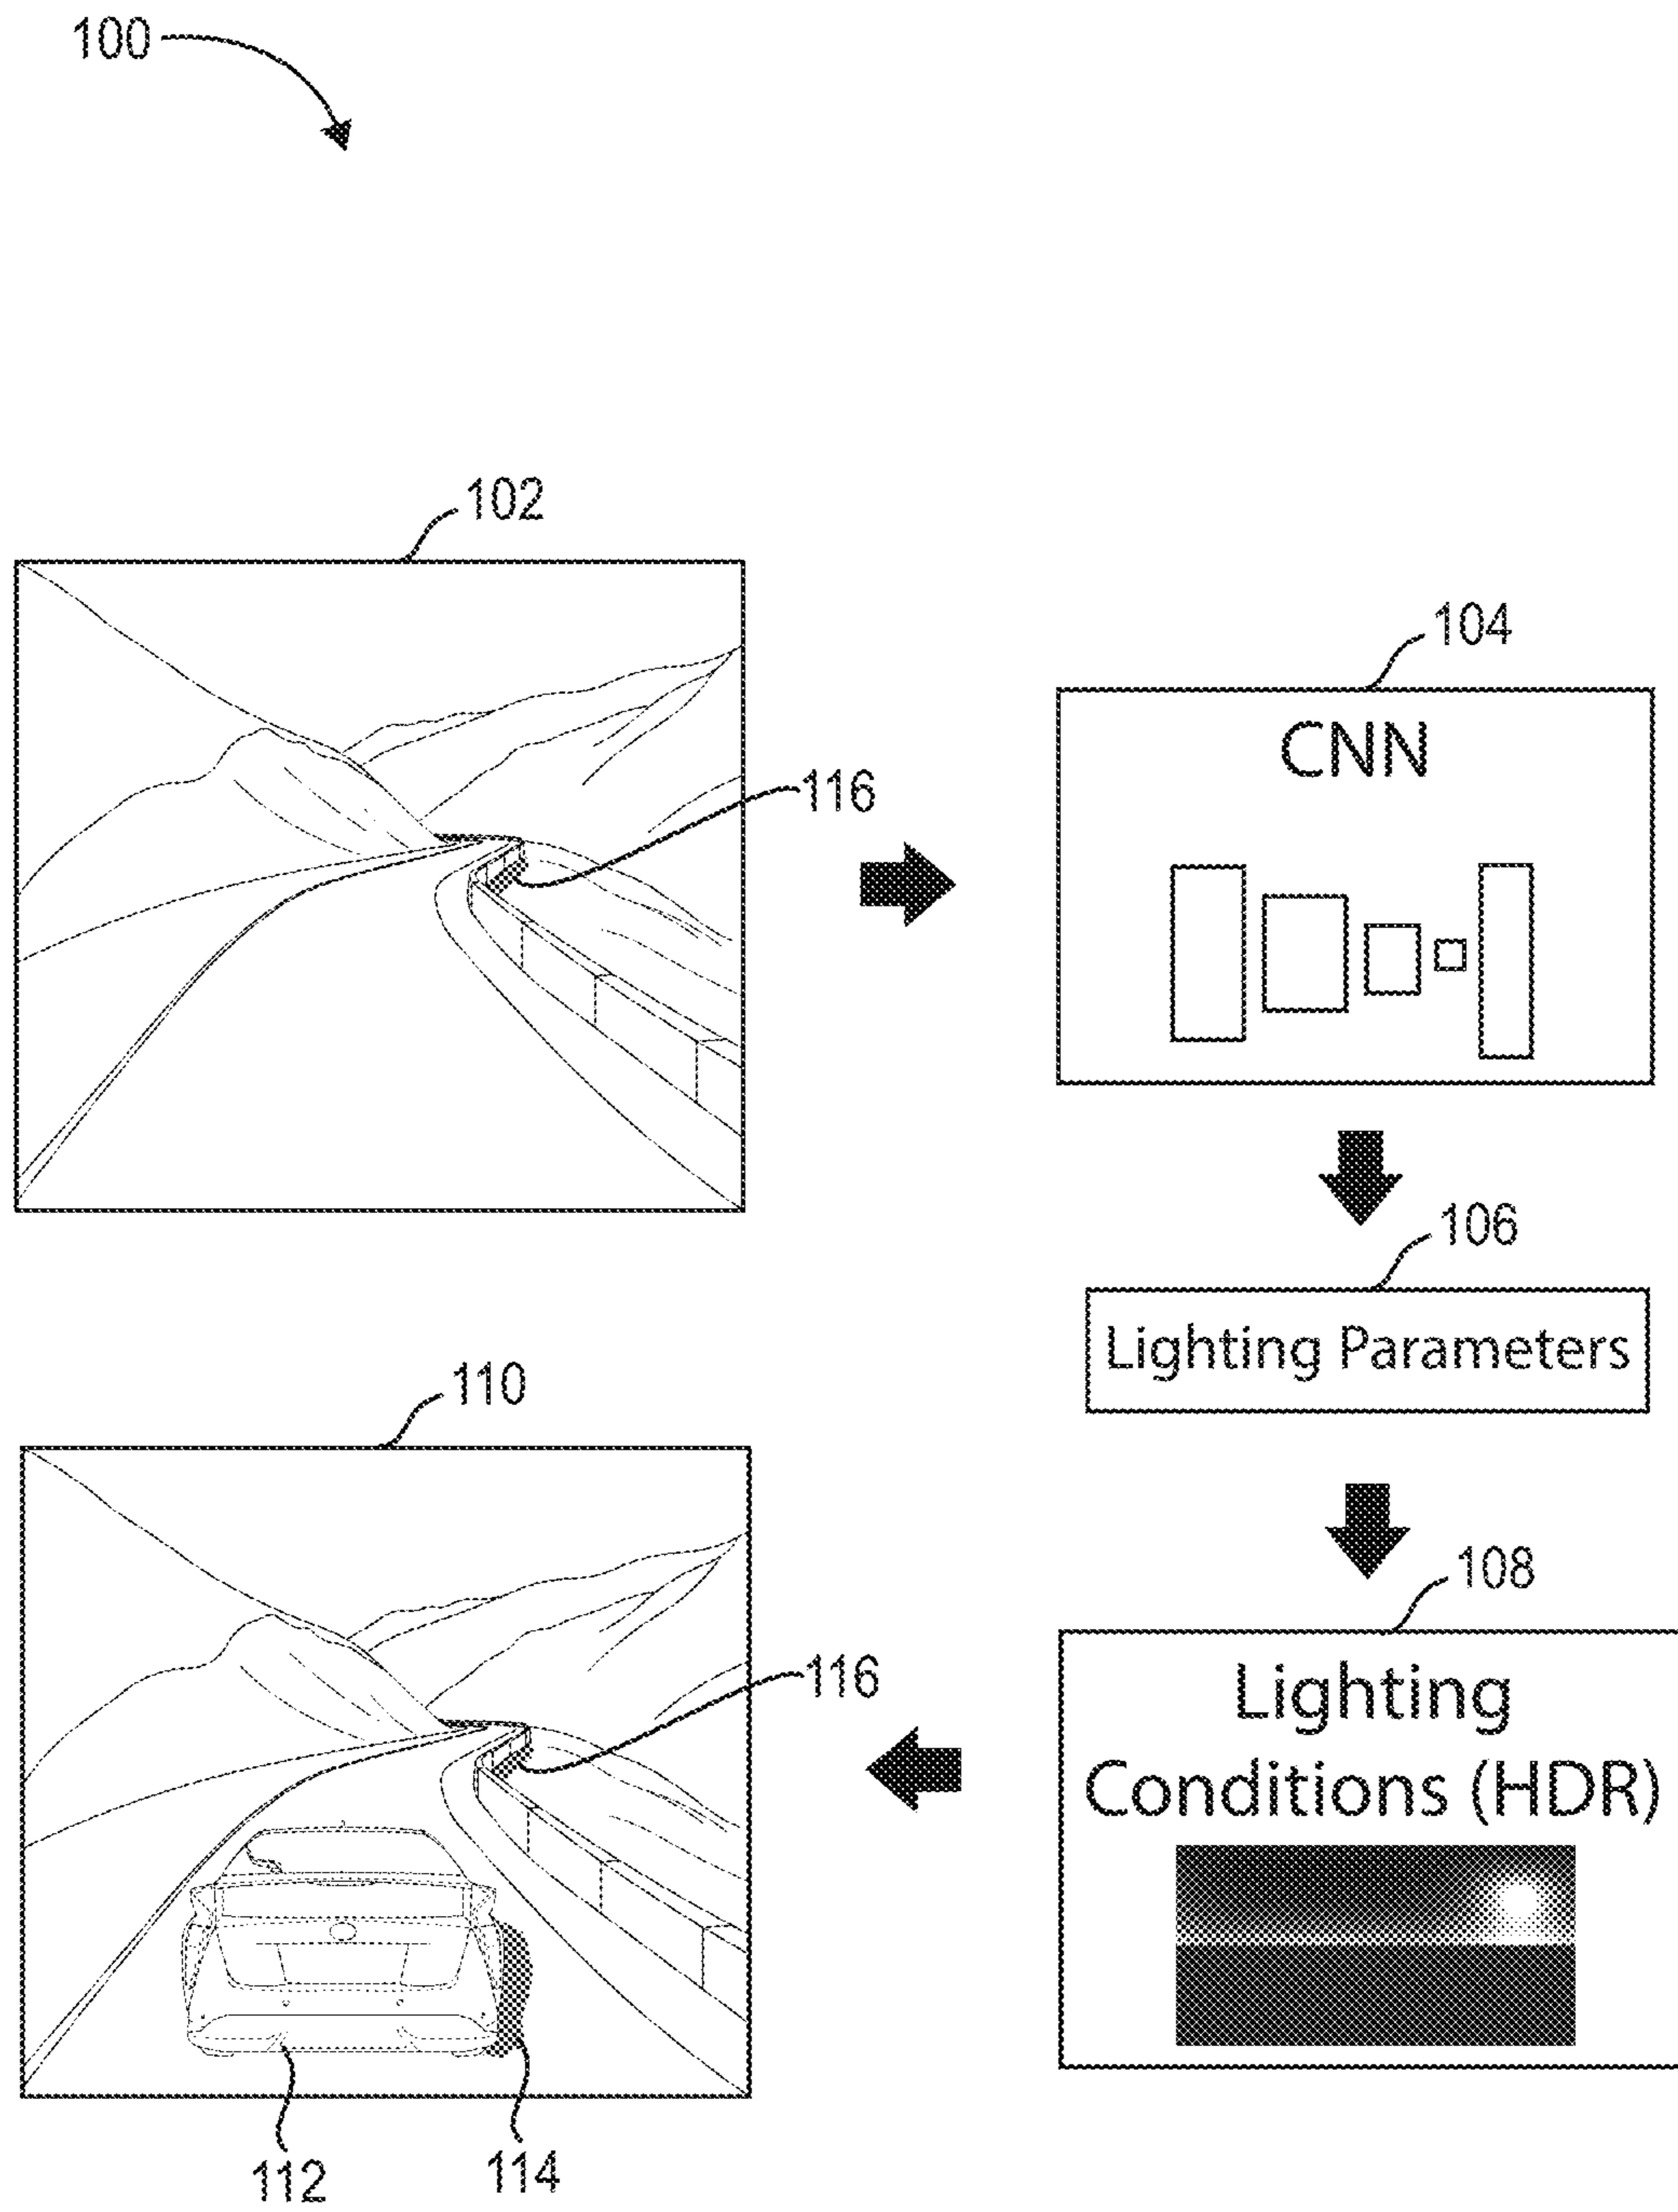 100
102
104
CNN
116
106
Lighting Parameters
110
108
Lighting
Conditions (HDR)
116
112
114